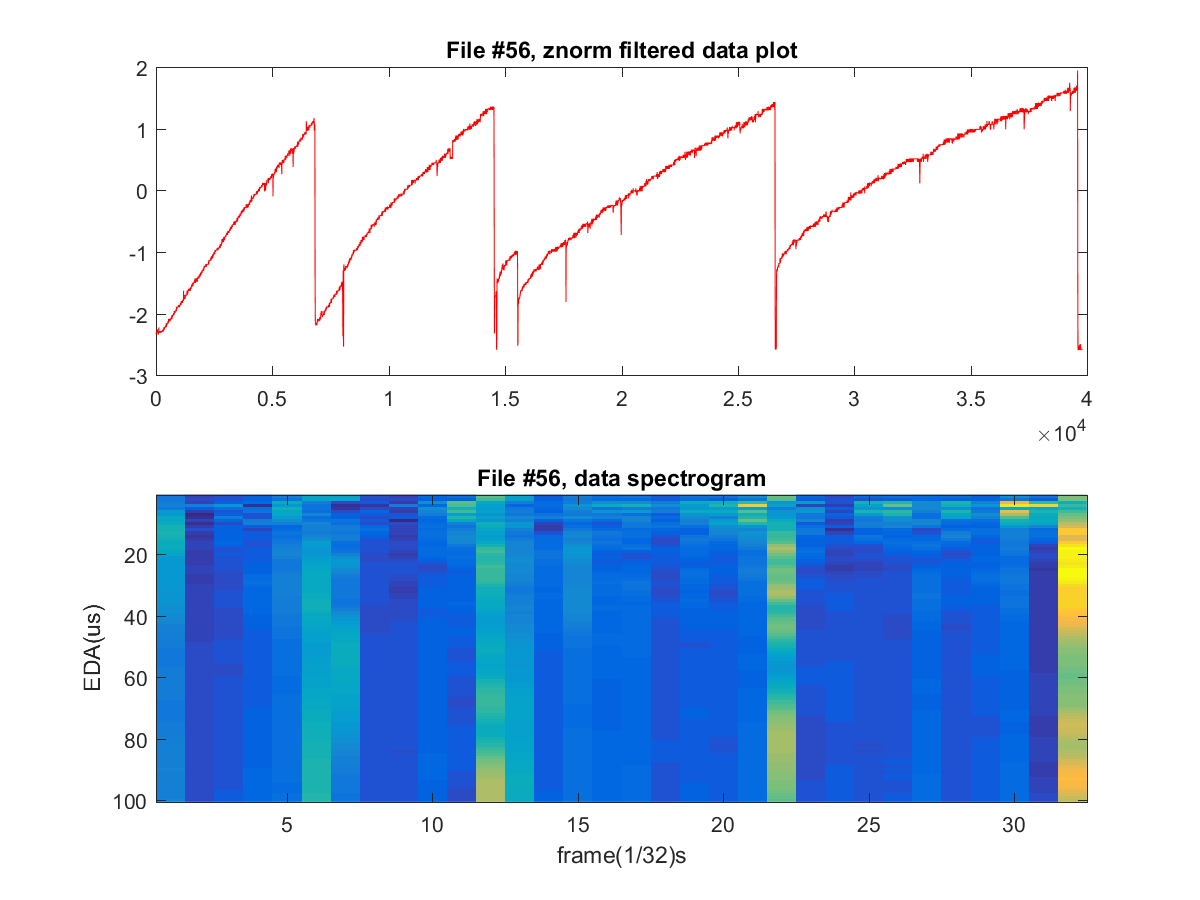 File #56, znorm filtered data plot
2
1
0
-1
-2
-3
0 0.5 1 1.5 2 2.5 3 3.5 4
×10^4
File #56, data spectrogram
20
40
60
80
100
EDA(us)
5 10 15 20 25 30
frame(1/32)s